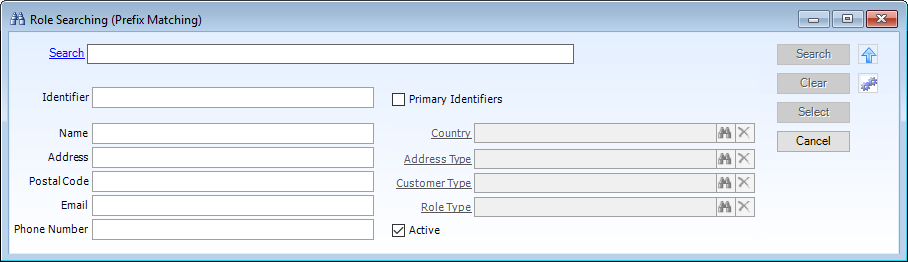 Role Searching (Prefix Matching)
Search
Search
Identifier
Primary Identifiers
Clear
Select
Name
Country
Cancel
Address
Address Type
Postal Code
Customer Type
Email
Role Type
Phone Number
Active